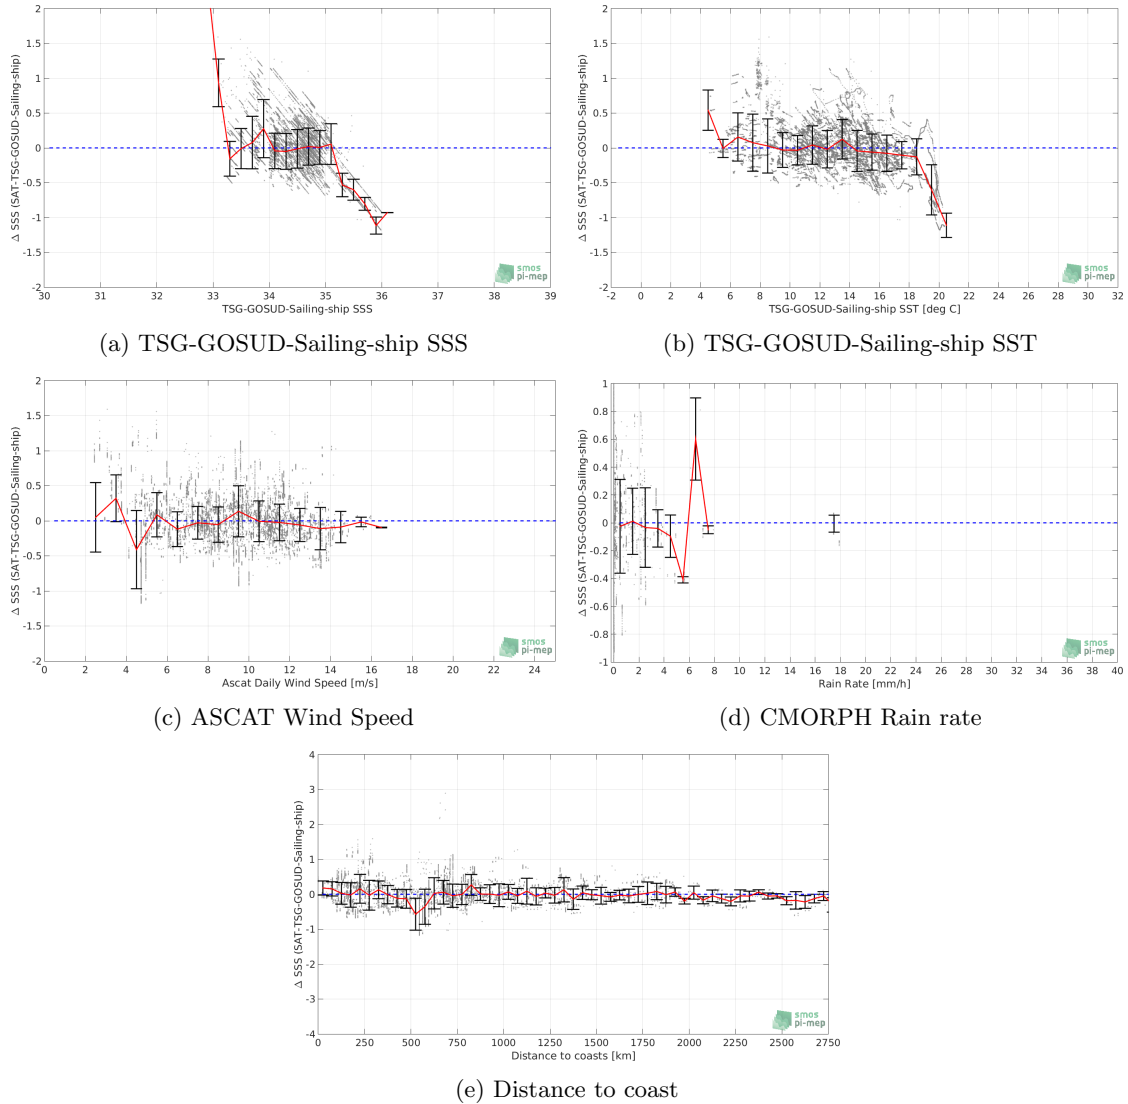 Δ SSS (SAT-TSG-GOSUD-Sailing-ship)
2
1.5
1
0.5
0
-0.5
-1
-1.5
-2
30 31 32 33 34 35 36 37 38 39
TSG-GOSUD-Sailing-ship SSS
smos
pi-mep
(a) TSG-GOSUD-Sailing-ship SSS
Δ SSS (SAT-TSG-GOSUD-Sailing-ship)
2
1.5
1
0.5
0
-0.5
-1
-1.5
-2
-2 0 2 4 6 8 10 12 14 16 18 20 22 24 26 28 30 32
TSG-GOSUD-Sailing-ship SST [deg C]
smos
pi-mep
(b) TSG-GOSUD-Sailing-ship SST
Δ SSS (SAT-TSG-GOSUD-Sailing-ship)
2
1.5
1
0.5
0
-0.5
-1
-1.5
-2
0 2 4 6 8 10 12 14 16 18 20 22 24
Ascat Daily Wind Speed [m/s]
smos
pi-mep
(c) ASCAT Wind Speed
Δ SSS (SAT-TSG-GOSUD-Sailing-ship)
1
0.8
0.6
0.4
0.2
0
-0.2
-0.4
-0.6
-0.8
-1
0 2 4 6 8 10 12 14 16 18 20 22 24 26 28 30 32 34 36 38 40
Rain Rate [mm/h]
smos
pi-mep
(d) CMORPH Rain rate
Δ SSS (SAT-TSG-GOSUD-Sailing-ship)
4
3
2
1
0
-1
-2
-3
-4
0 250 500 750 1000 1250 1500 1750 2000 2250 2500 2750
Distance to coasts [km]
smos
pi-mep
(e) Distance to coast